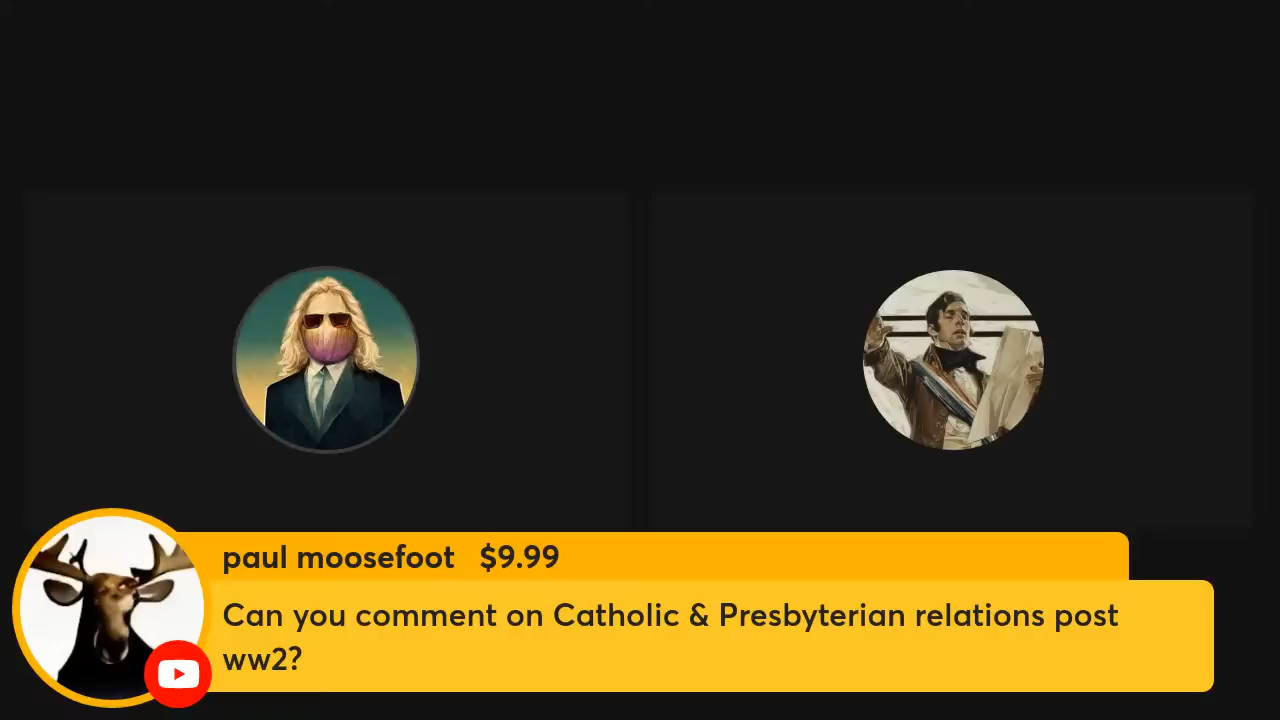 paul moosefoot $9.99
Can you comment on Catholic & Presbyterian relations post
ww2?